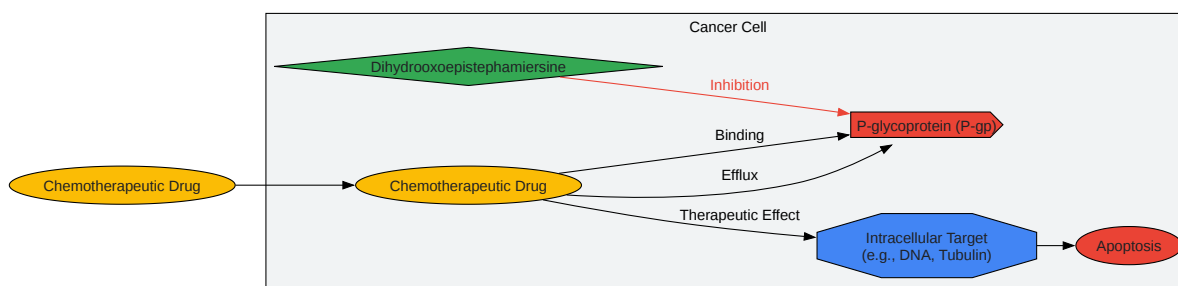 Cancer Cell
Dihydrooxoepistephamiersine
Inhibition
P-glycoprotein (P-gp)
Binding
Chemotherapeutic Drug
Chemotherapeutic Drug
Efflux
Therapeutic Effect
Intracellular Target
(e.g., DNA, Tubulin)
Apoptosis